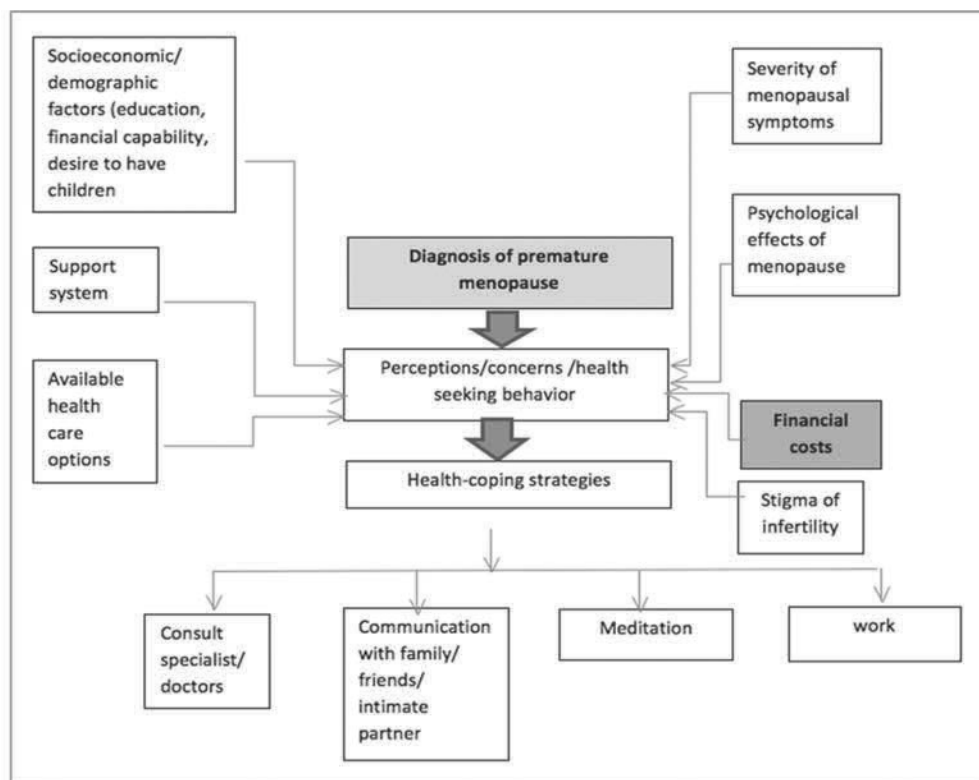 Socioeconomic/
demographic
factors (education,
financial capability,
desire to have
children
Severity of
menopausal
symptoms
Psychological
effects of
menopause
Diagnosis of premature
menopause
Support
system
Perceptions/concerns /health
seeking behavior
Available
health
care
options
Financial
costs
Health-coping strategies
Stigma of
infertility
Consult
specialist/
doctors
Communication
with family/
friends/
intimate
partner
Meditation
work